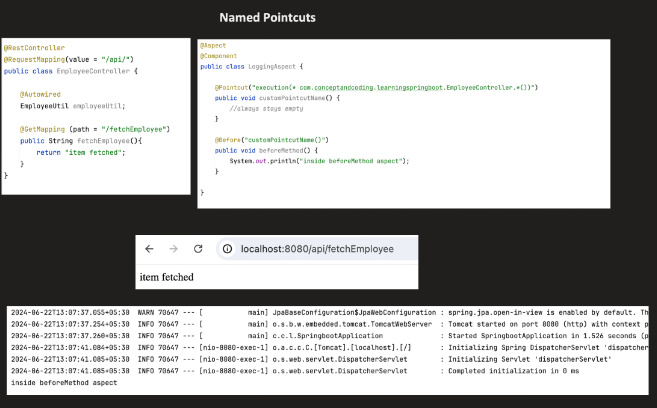 Named Pointcuts
@RestController
@RequestMapping(value = "/api/")
public class EmployeeController {
@Autowired
EmployeeUtil employeeUtil;
@GetMapping (path = "/fetchEmployee")
public String fetchEmployee(){
return "item fetched";
}
}
@Aspect
@Component
public class LoggingAspect {
@Pointcut("execution(* com.conceptandcoding.learningspringboot.EmployeeController.*())")
public void customPointcutName() {
//always stays empty
}
@Before("customPointcutName()")
public void beforeMethod() {
System.out.println("inside beforeMethod aspect");
}
}
localhost:8080/api/fetchEmployee
item fetched
2024-06-22T13:07:37.055+05:30 WARN 70647 --- [ main] JpaBaseConfiguration$JpaWebConfiguration : spring.jpa.open-in-view is enabled by default. Th
2024-06-22T13:07:37.254+05:30 INFO 70647 --- [ main] o.s.b.w.embedded.tomcat.TomcatWebServer : Tomcat started on port 8080 (http) with context p
2024-06-22T13:07:37.260+05:30 INFO 70647 --- [ main] c.c.l.SpringbootApplication : Started SpringbootApplication in 1.526 seconds (p
2024-06-22T13:07:41.084+05:30 INFO 70647 --- [nio-8080-exec-1] o.a.c.c.C.[Tomcat].[localhost].[/] : Initializing Spring DispatcherServlet 'dispatcher
2024-06-22T13:07:41.085+05:30 INFO 70647 --- [nio-8080-exec-1] o.s.web.servlet.DispatcherServlet : Initializing Servlet 'dispatcherServlet'
2024-06-22T13:07:41.085+05:30 INFO 70647 --- [nio-8080-exec-1] o.s.web.servlet.DispatcherServlet : Completed initialization in 0 ms
inside beforeMethod aspect